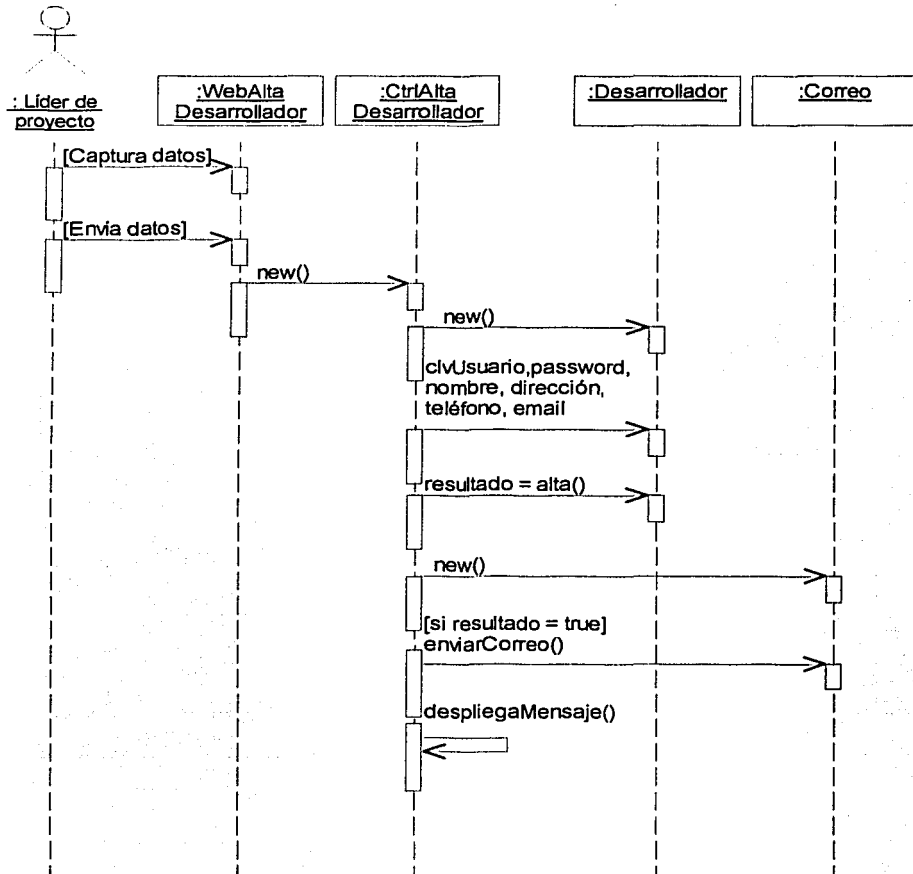 : Líder de
proyecto
:WebAlta
Desarrollador
:CtrlAlta
Desarrollador
:Desarrollador
:Correo
[Captura datos]
[Envia datos]
new()
new()
clvUsuario,password,
nombre, dirección,
teléfono, email
resultado = alta()
new()
[si resultado = true]
enviarCorreo()
despliegaMensaje()